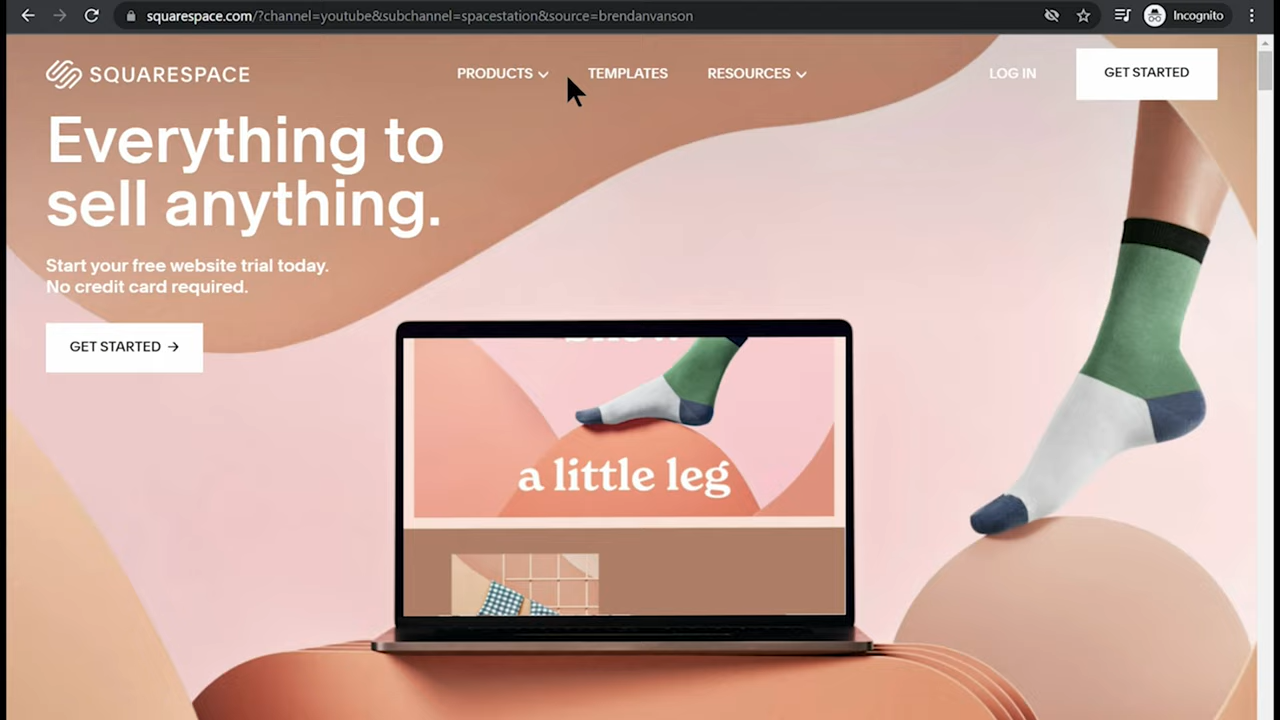 squarespace.com/?channel=youtube&subchannel=spacestation&source=brendanvanson
Incognito
SQUARESPACE
PRODUCTS
TEMPLATES
RESOURCES
LOG IN
GET STARTED
Everything to
sell anything.
Start your free website trial today.
No credit card required.
GET STARTED →
a little leg